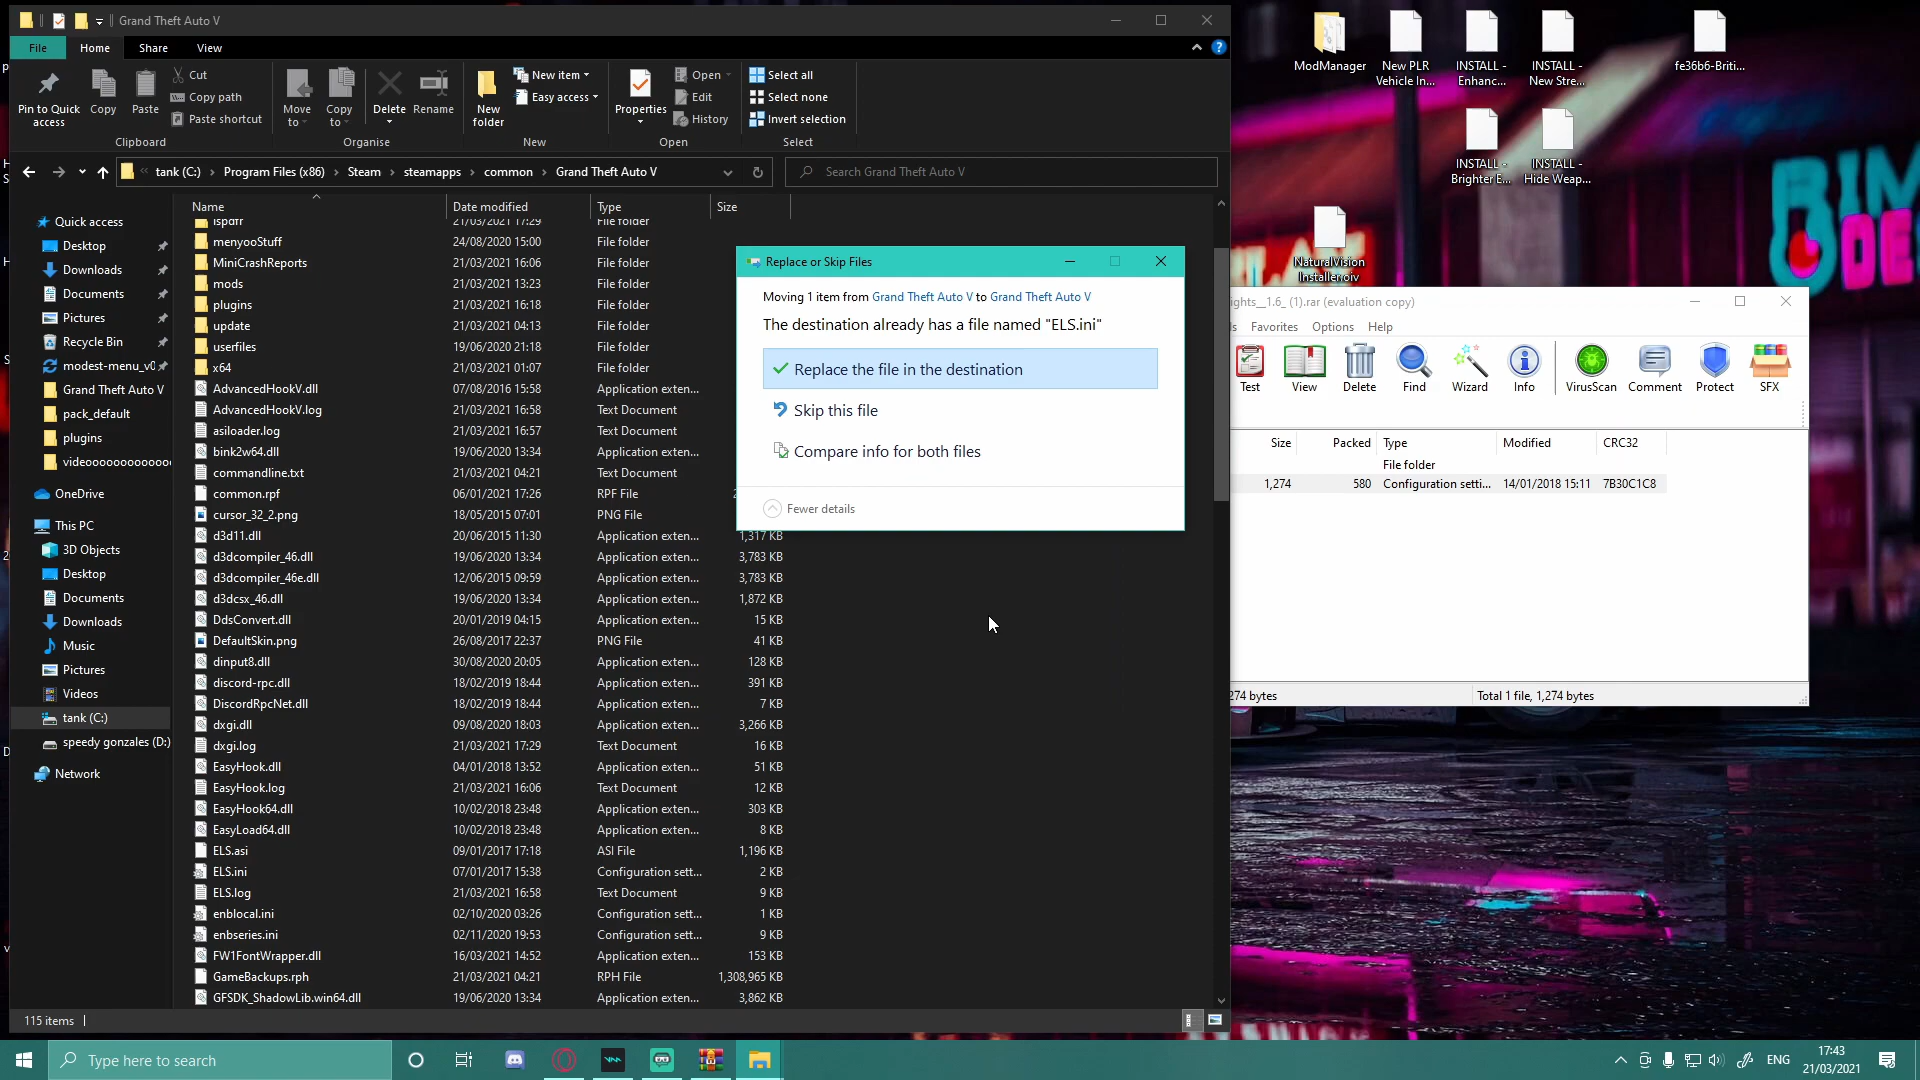 Grand Theft Auto V
File
Home
Share
View
Pin to Quick access
Copy
Paste
Cut
Copy path
Paste shortcut
Clipboard
Move to
Copy to
Delete
Rename
Organise
New folder
New item
Easy access
New
Properties
Open
Edit
History
Open
Select all
Select none
Invert selection
Select
tank (C:) > Program Files (x86) > Steam > steamapps > common > Grand Theft Auto V
Search Grand Theft Auto V
Name Date modified Type Size
Quick access
Desktop
Downloads
Documents
Pictures
Recycle Bin
modest-menu_v0
Grand Theft Auto V
pack_default
plugins
videooooooooooooo
OneDrive
This PC
3D Objects
Desktop
Documents
Downloads
Music
Pictures
Videos
tank (C:)
speedy gonzales (D:)
Network
lspdfr 21/03/2021 17:29 File folder
menyooStuff 24/08/2020 15:00 File folder
MiniCrashReports 21/03/2021 16:06 File folder
mods 21/03/2021 13:23 File folder
plugins 21/03/2021 16:18 File folder
update 21/03/2021 04:13 File folder
userfiles 19/06/2020 21:18 File folder
x64 21/03/2021 01:07 File folder
AdvancedHookV.dll 07/08/2016 15:58 Application exten...
AdvancedHookV.log 21/03/2021 16:58 Text Document
asiloader.log 21/03/2021 16:57 Text Document
bink2w64.dll 19/06/2020 13:34 Application exten...
commandline.txt 21/03/2021 04:21 Text Document
common.rpf 06/01/2021 17:26 RPF File
cursor_32_2.png 18/05/2015 07:01 PNG File
d3d11.dll 20/06/2015 11:30 Application exten... 1,317 KB
d3dcompiler_46.dll 19/06/2020 13:34 Application exten... 3,783 KB
d3dcompiler_46e.dll 12/06/2015 09:59 Application exten... 3,783 KB
d3dcsx_46.dll 19/06/2020 13:34 Application exten... 1,872 KB
DdsConvert.dll 20/01/2019 04:15 Application exten... 15 KB
DefaultSkin.png 26/08/2017 22:37 PNG File 41 KB
dinput8.dll 30/08/2020 20:05 Application exten... 128 KB
discord-rpc.dll 18/02/2019 18:44 Application exten... 391 KB
DiscordRpcNet.dll 18/02/2019 18:44 Application exten... 7 KB
dxgi.dll 09/08/2020 18:03 Application exten... 3,266 KB
dxgi.log 21/03/2021 17:29 Text Document 16 KB
EasyHook.dll 04/01/2018 13:52 Application exten... 51 KB
EasyHook.log 21/03/2021 16:06 Text Document 12 KB
EasyHook64.dll 10/02/2018 23:48 Application exten... 303 KB
EasyLoad64.dll 10/02/2018 23:48 Application exten... 8 KB
ELS.asi 09/01/2017 17:18 ASI File 1,196 KB
ELS.ini 07/01/2017 15:38 Configuration sett... 2 KB
ELS.log 21/03/2021 16:58 Text Document 9 KB
enblocal.ini 02/10/2020 03:26 Configuration sett... 1 KB
enbseries.ini 02/11/2020 19:53 Configuration sett... 9 KB
FW1FontWrapper.dll 16/03/2021 14:52 Application exten... 153 KB
GameBackups.rph 21/03/2021 04:21 RPH File 1,308,965 KB
GFSDK_ShadowLib.win64.dll 19/06/2020 13:34 Application exten... 3,862 KB
115 items
Replace or Skip Files
Moving 1 item from Grand Theft Auto V to Grand Theft Auto V
The destination already has a file named "ELS.ini"
Replace the file in the destination
Skip this file
Compare info for both files
Fewer details
ModManager
New PLR Vehicle In...
INSTALL - Enhanc...
INSTALL - New Stre...
fe36b6-Briti...
INSTALL - Brighter E...
INSTALL - Hide Weap...
NaturalVision Installer.oiv
ights__1.6_ (1).rar (evaluation copy)
ls Favorites Options Help
Test
View
Delete
Find
Wizard
Info
VirusScan
Comment
Protect
SFX
Size Packed Type Modified CRC32
File folder
1,274 580 Configuration setti... 14/01/2018 15:11 7B30C1C8
274 bytes
Total 1 file, 1,274 bytes
BIM
DE
Type here to search
ENG
17:43
21/03/2021